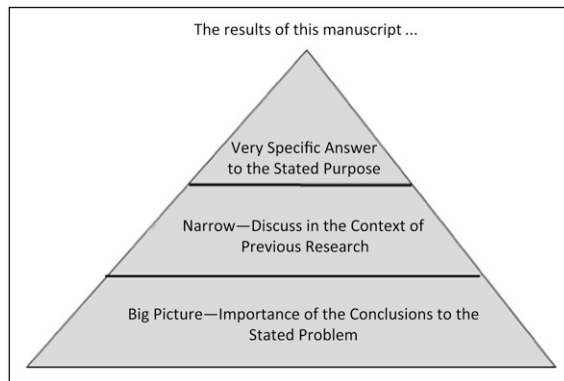 The results of this manuscript ...
Very Specific Answer
to the Stated Purpose
Narrow—Discuss in the Context of
Previous Research
Big Picture—Importance of the Conclusions to the
Stated Problem